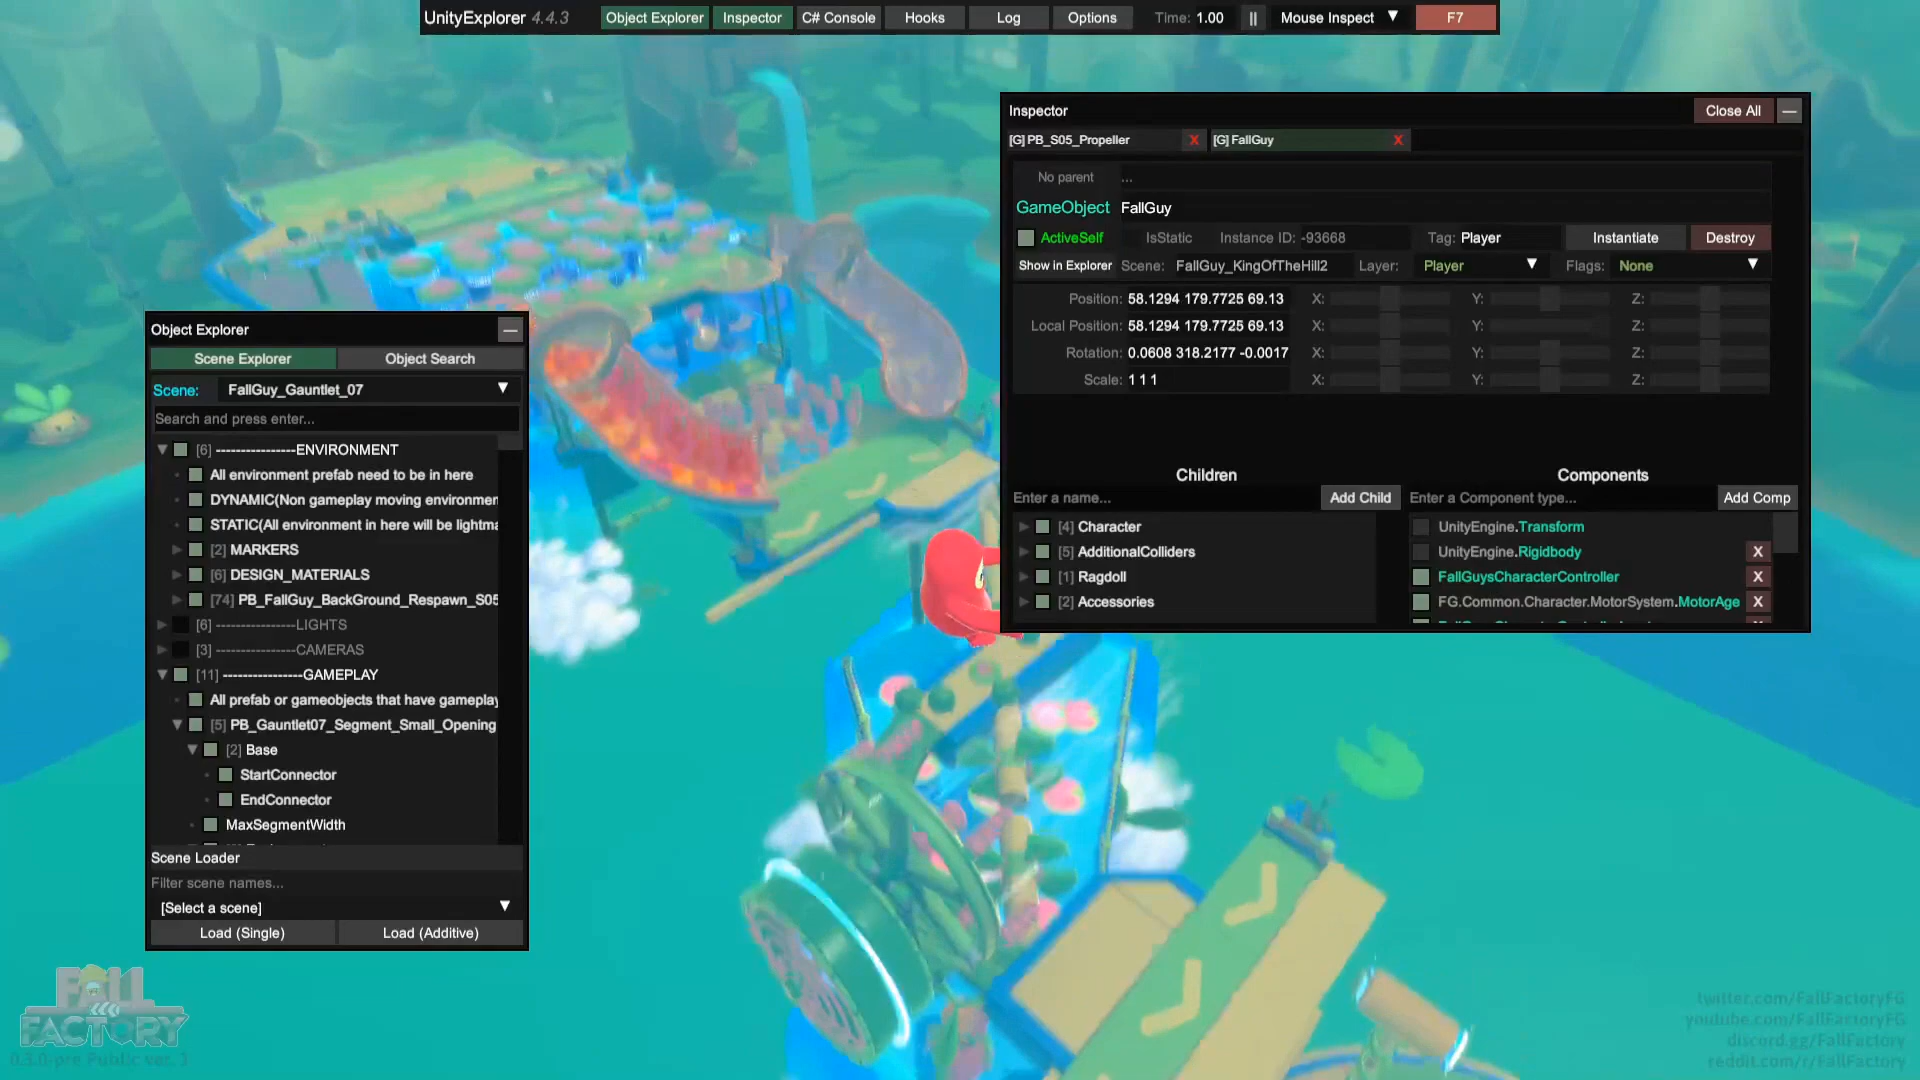 UnityExplorer 4.4.3
Object Explorer
Inspector
C# Console
Hooks
Log
Options
Time: 1.00
||
Mouse Inspect ▼
F7
Inspector
Close All
—
[G] PB_S05_Propeller X
[G] FallGuy X
No parent ...
GameObject FallGuy
ActiveSelf
IsStatic
Instance ID: -93668
Tag: Player
Instantiate
Destroy
Show in Explorer
Scene: FallGuy_KingOfTheHill2
Layer: Player ▼
Flags: None ▼
Position: 58.1294 179.7725 69.13 X: Y: Z:
Local Position: 58.1294 179.7725 69.13 X: Y: Z:
Rotation: 0.0608 318.2177 -0.0017 X: Y: Z:
Scale: 1 1 1 X: Y: Z:
Children
Enter a name...
Add Child
[4] Character
[5] AdditionalColliders
[1] Ragdoll
[2] Accessories
Components
Enter a Component type...
Add Comp
UnityEngine.Transform
UnityEngine.Rigidbody X
FallGuysCharacterController X
FG.Common.Character.MotorSystem.MotorAge X
Object Explorer
—
Scene Explorer
Object Search
Scene: FallGuy_Gauntlet_07 ▼
Search and press enter...
[6] ----------------ENVIRONMENT
All environment prefab need to be in here
DYNAMIC(Non gameplay moving environmen
STATIC(All environment in here will be lightma
[2] MARKERS
[6] DESIGN_MATERIALS
[74] PB_FallGuy_BackGround_Respawn_S05
[6] ----------------LIGHTS
[3] ----------------CAMERAS
[11] ----------------GAMEPLAY
All prefab or gameobjects that have gameplay
[5] PB_Gauntlet07_Segment_Small_Opening
[2] Base
StartConnector
EndConnector
MaxSegmentWidth
Scene Loader
Filter scene names...
[Select a scene] ▼
Load (Single)
Load (Additive)
FALL
FACTORY
0.3.0-pre Public ver. 3
twitter.com/FallFactoryFG
youtube.com/FallFactoryFG
discord.gg/FallFactory
reddit.com/r/FallFactory